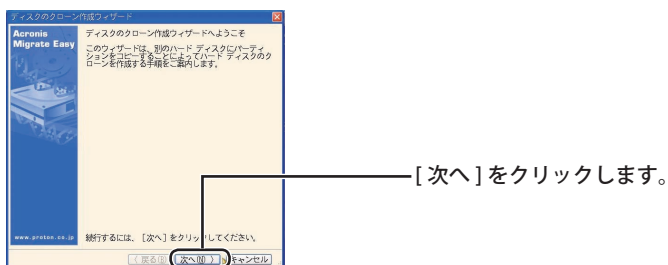 ディスクのクローン作成ウィザード
Acronis
Migrate Easy
ディスクのクローン作成ウィザードへようこそ
このウィザードは、別のハード ディスクにパーティ
ションをコピーすることによってハード ディスクのク
ローンを作成する手順をご案内します。
[ 次へ ] をクリックします。
www.proton.co.jp
続行するには、［次へ］をクリックしてください。
< 戻る(B)
次へ(N) >
キャンセル